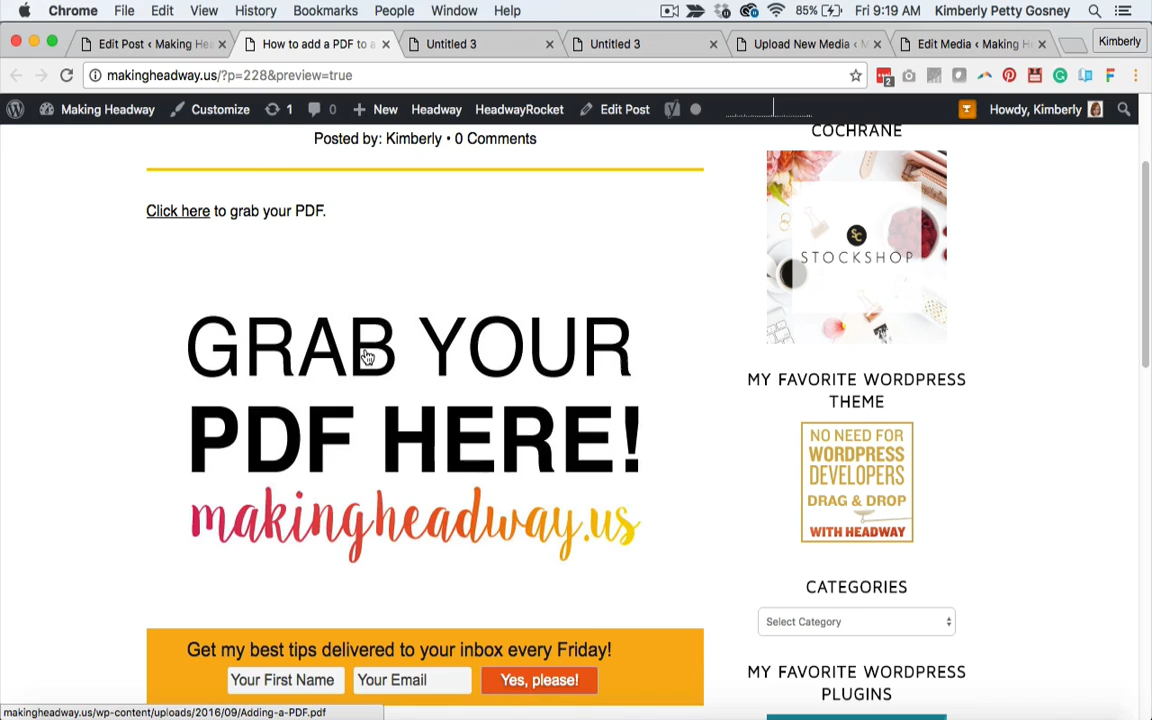 Chrome File Edit View History Bookmarks People Window Help 85% Fri 9:19 AM Kimberly Petty Gosney
Edit Post ‹ Making Hea
How to add a PDF to a
Untitled 3
Untitled 3
Upload New Media ‹ M
Edit Media ‹ Making H
Kimberly
makingheadway.us/?p=228&preview=true
2
Making Headway Customize 1 0 New Headway HeadwayRocket Edit Post Howdy, Kimberly
Posted by: Kimberly • 0 Comments
Click here to grab your PDF.
GRAB YOUR
PDF HERE!
makingheadway.us
Get my best tips delivered to your inbox every Friday!
Your First Name Your Email Yes, please!
COCHRANE
SC
STOCKSHOP
MY FAVORITE WORDPRESS
THEME
NO NEED FOR
WORDPRESS
DEVELOPERS
DRAG & DROP
WITH HEADWAY
CATEGORIES
Select Category
MY FAVORITE WORDPRESS
PLUGINS
makingheadway.us/wp-content/uploads/2016/09/Adding-a-PDF.pdf